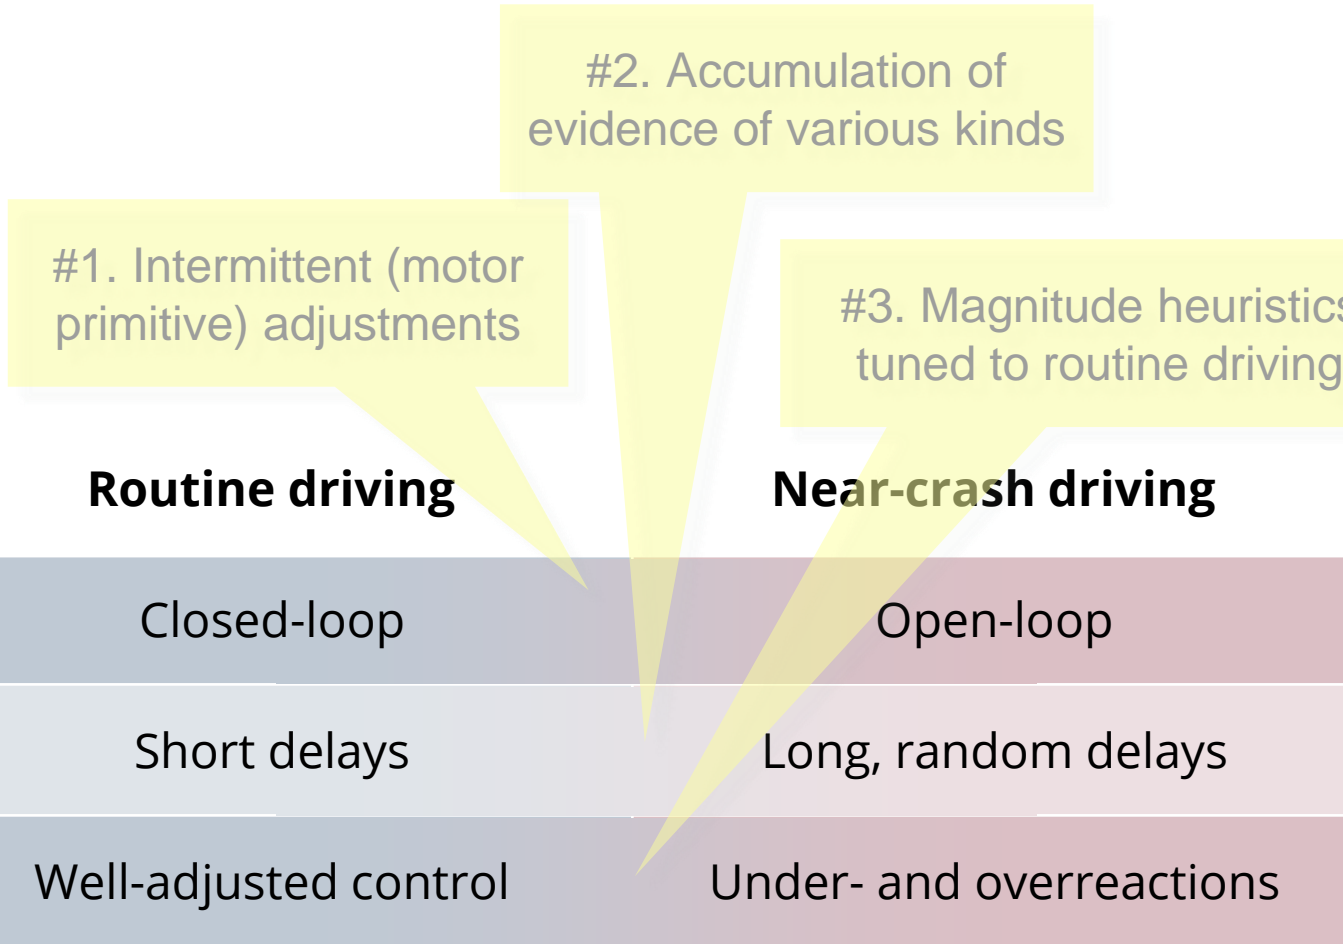 #2. Accumulation of
evidence of various kinds
#1. Intermittent (motor
primitive) adjustments
#3. Magnitude heuristics
tuned to routine driving
Routine driving
Near-crash driving
Closed-loop
Open-loop
Short delays
Long, random delays
Well-adjusted control
Under- and overreactions